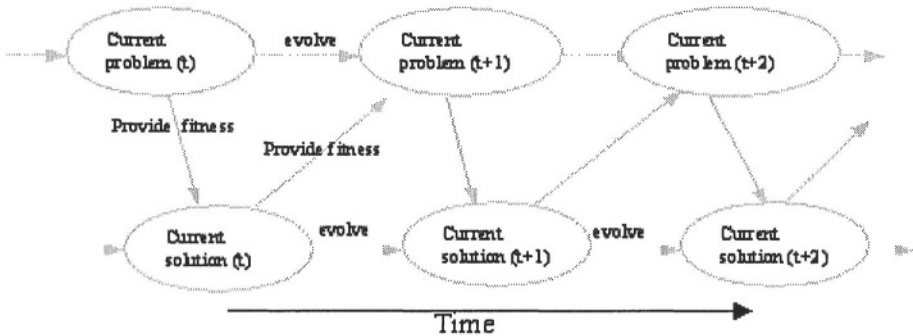 Current
problem (t)
evolve
Current
problem (t+1)
Current
problem (t+2)
Provide fitness
Provide fitness
Current
solution (t)
evolve
Current
solution (t+1)
evolve
Current
solution (t+2)
Time